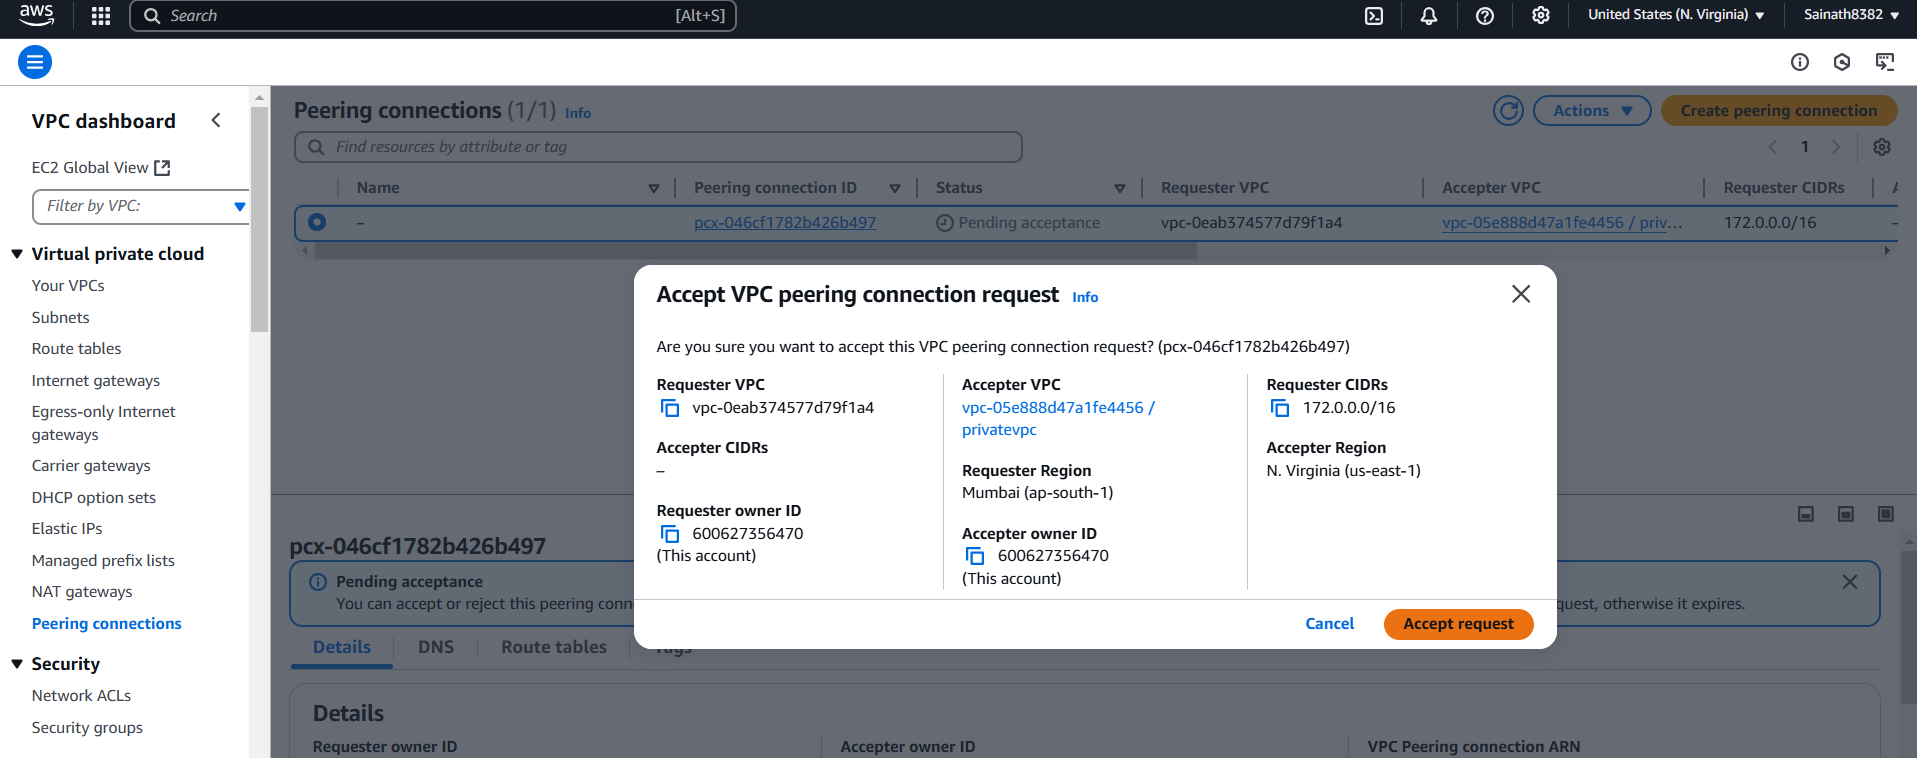 aws
Search
[Alt+S]
United States (N. Virginia)
Sainath8382
VPC dashboard
EC2 Global View
Filter by VPC:
Virtual private cloud
Your VPCs
Subnets
Route tables
Internet gateways
Egress-only Internet
gateways
Carrier gateways
DHCP option sets
Elastic IPs
Managed prefix lists
NAT gateways
Peering connections
Security
Network ACLs
Security groups
Peering connections (1/1) Info
Actions
Create peering connection
Find resources by attribute or tag
1
Name Peering connection ID Status Requester VPC Accepter VPC Requester CIDRs A
– pcx-046cf1782b426b497 Pending acceptance vpc-0eab374577d79f1a4 vpc-05e888d47a1fe4456 / priv... 172.0.0.0/16 –
Accept VPC peering connection request Info
Are you sure you want to accept this VPC peering connection request? (pcx-046cf1782b426b497)
Requester VPC
vpc-0eab374577d79f1a4
Accepter CIDRs
–
Requester owner ID
600627356470
(This account)
Accepter VPC
vpc-05e888d47a1fe4456 /
privatevpc
Requester Region
Mumbai (ap-south-1)
Accepter owner ID
600627356470
(This account)
Requester CIDRs
172.0.0.0/16
Accepter Region
N. Virginia (us-east-1)
Cancel
Accept request
pcx-046cf1782b426b497
Pending acceptance
You can accept or reject this peering conn
quest, otherwise it expires.
Details
DNS
Route tables
Tags
Details
Requester owner ID
Accepter owner ID
VPC Peering connection ARN